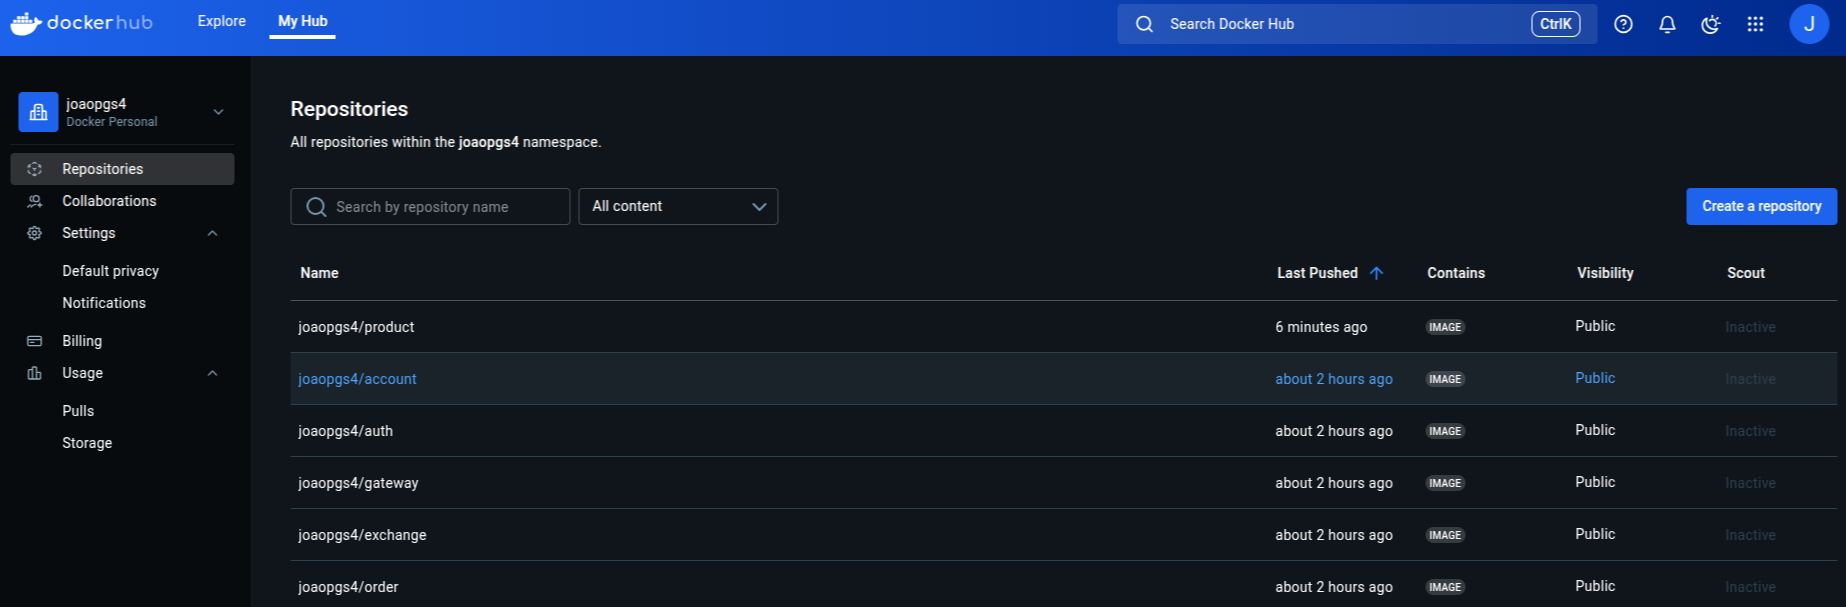 dockerhub
Explore
My Hub
Search Docker Hub
CtrlK
J
joaopgs4
Docker Personal
Repositories
Collaborations
Settings
Default privacy
Notifications
Billing
Usage
Pulls
Storage
Repositories
All repositories within the joaopgs4 namespace.
Search by repository name
All content
Create a repository
Name Last Pushed Contains Visibility Scout
joaopgs4/product 6 minutes ago IMAGE Public Inactive
joaopgs4/account about 2 hours ago IMAGE Public Inactive
joaopgs4/auth about 2 hours ago IMAGE Public Inactive
joaopgs4/gateway about 2 hours ago IMAGE Public Inactive
joaopgs4/exchange about 2 hours ago IMAGE Public Inactive
joaopgs4/order about 2 hours ago IMAGE Public Inactive